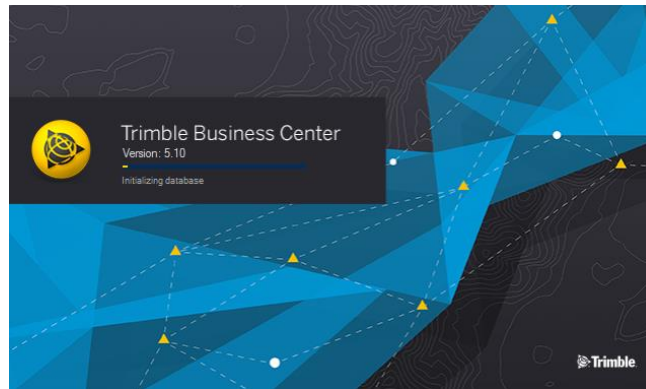 Trimble Business Center
Version: 5.10
Initializing database
Trimble